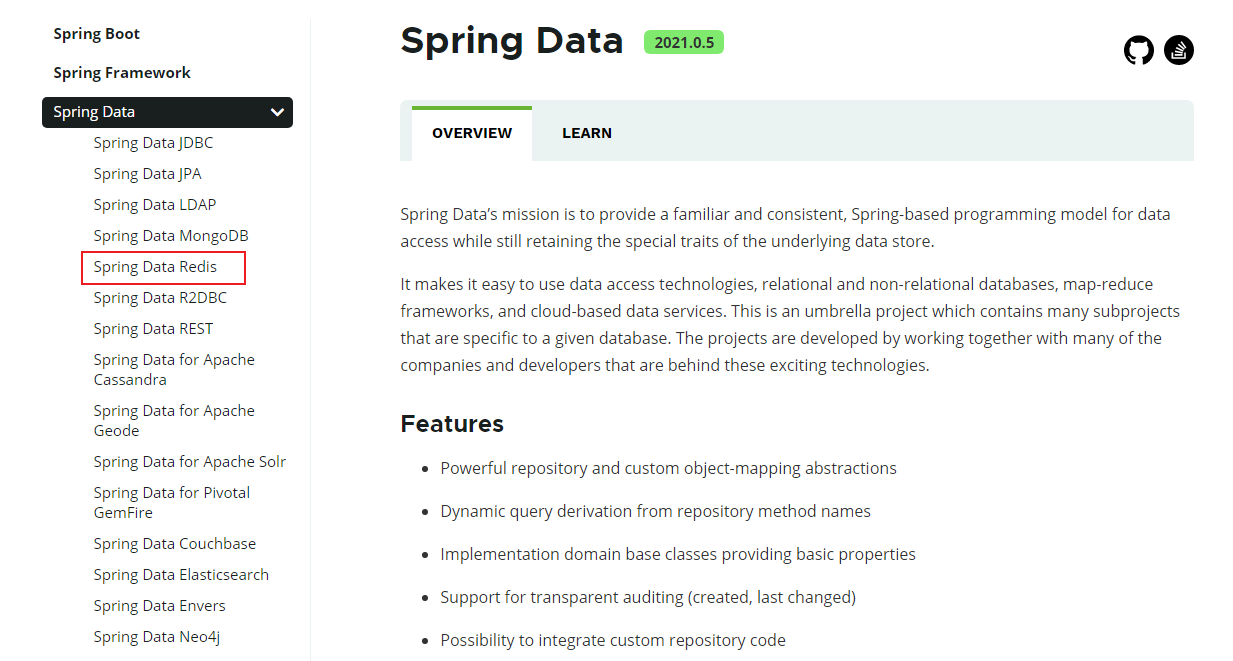 Spring Boot
Spring Framework
Spring Data
Spring Data JDBC
Spring Data JPA
Spring Data LDAP
Spring Data MongoDB
Spring Data Redis
Spring Data R2DBC
Spring Data REST
Spring Data for Apache
Cassandra
Spring Data for Apache
Geode
Spring Data for Apache Solr
Spring Data for Pivotal
GemFire
Spring Data Couchbase
Spring Data Elasticsearch
Spring Data Envers
Spring Data Neo4j
Spring Data 2021.0.5
OVERVIEW LEARN
Spring Data’s mission is to provide a familiar and consistent, Spring-based programming model for data
access while still retaining the special traits of the underlying data store.
It makes it easy to use data access technologies, relational and non-relational databases, map-reduce
frameworks, and cloud-based data services. This is an umbrella project which contains many subprojects
that are specific to a given database. The projects are developed by working together with many of the
companies and developers that are behind these exciting technologies.
Features
• Powerful repository and custom object-mapping abstractions
• Dynamic query derivation from repository method names
• Implementation domain base classes providing basic properties
• Support for transparent auditing (created, last changed)
• Possibility to integrate custom repository code